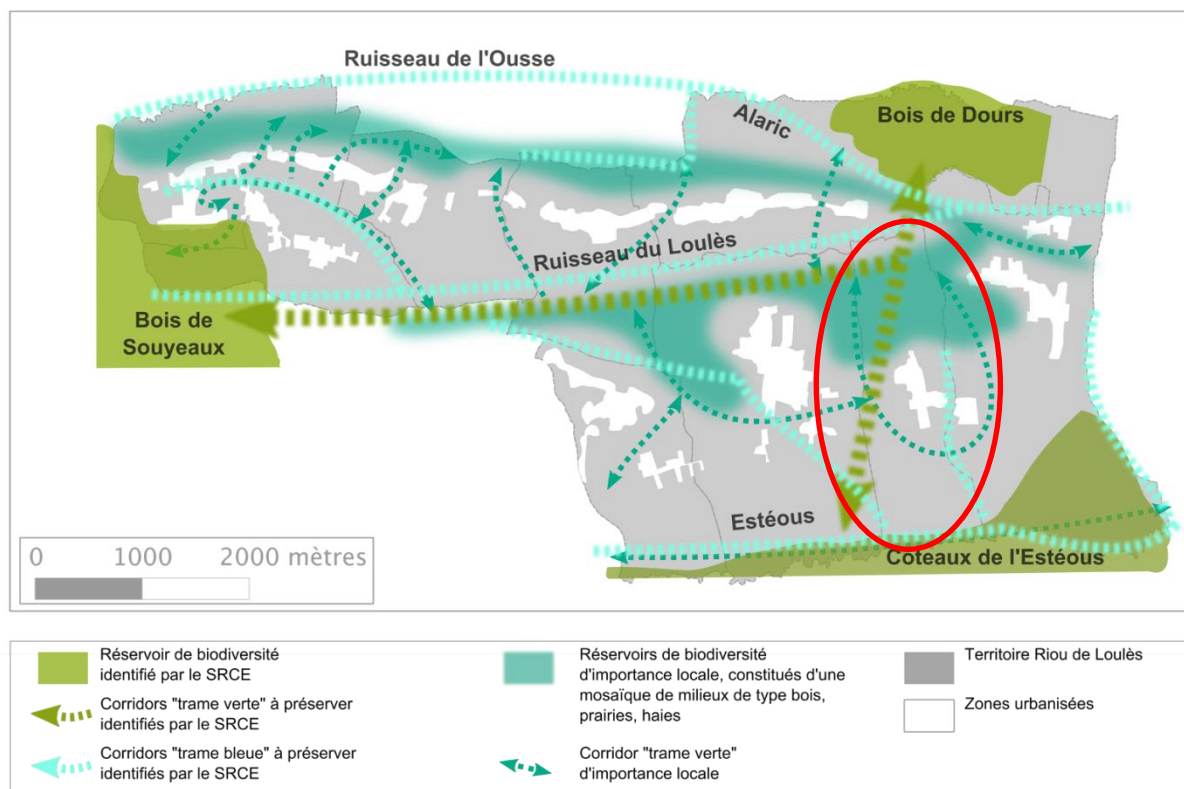 Ruisseau de l'Ousse
Alaric
Bois de Dours
Ruisseau du Loulès
Bois de
Souyeaux
Estéous
Coteaux de l'Estéous
0 1000 2000 mètres
Réservoir de biodiversité
identifié par le SRCE
Corridors "trame verte" à préserver
identifiés par le SRCE
Corridors "trame bleue" à préserver
identifiés par le SRCE
Réservoirs de biodiversité
d'importance locale, constitués d'une
mosaïque de milieux de type bois,
prairies, haies
Corridor "trame verte"
d'importance locale
Territoire Riou de Loulès
Zones urbanisées